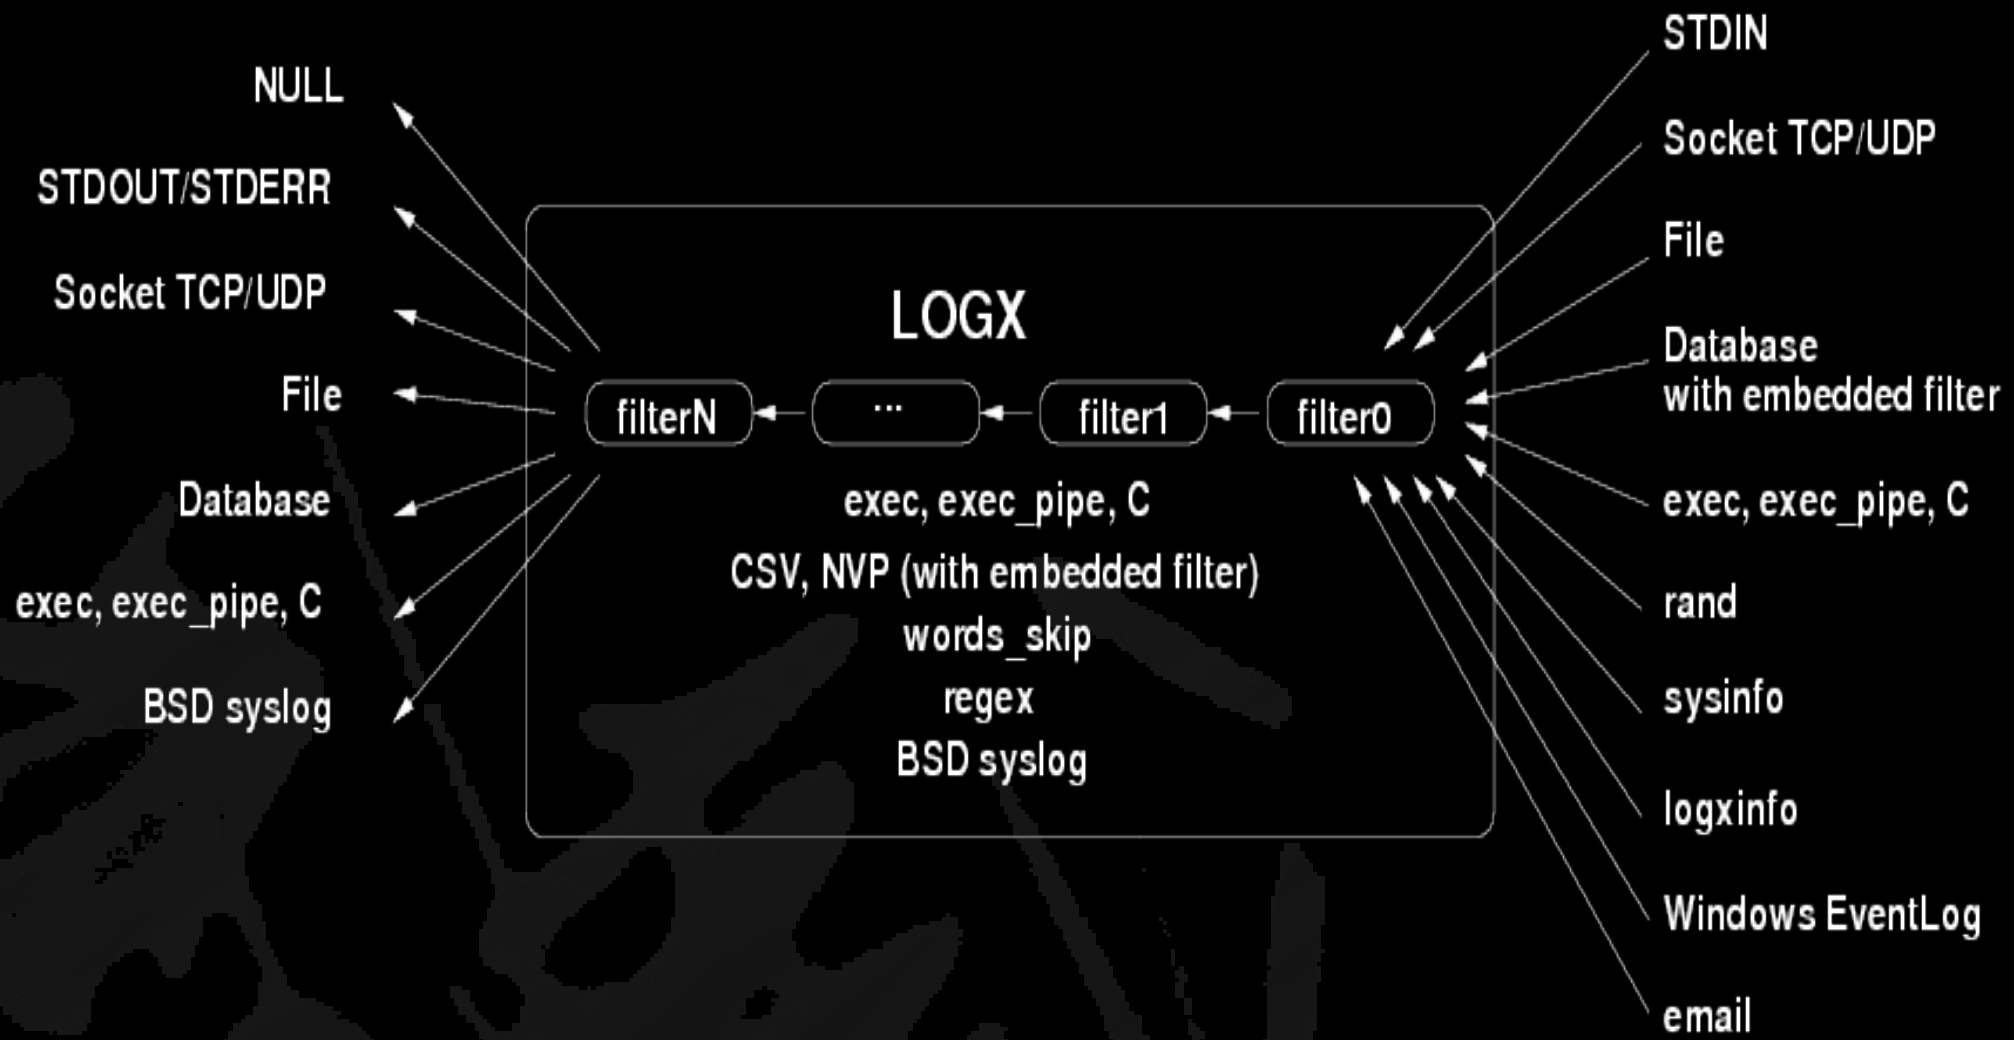 NULL
STDOUT/STDERR
Socket TCP/UDP
File
Database
exec, exec_pipe, C
BSD syslog
LOGX
filterN
...
filter1
filter0
exec, exec_pipe, C
CSV, NVP (with embedded filter)
words_skip
regex
BSD syslog
STDIN
Socket TCP/UDP
File
Database
with embedded filter
exec, exec_pipe, C
rand
sysinfo
logxinfo
Windows EventLog
email